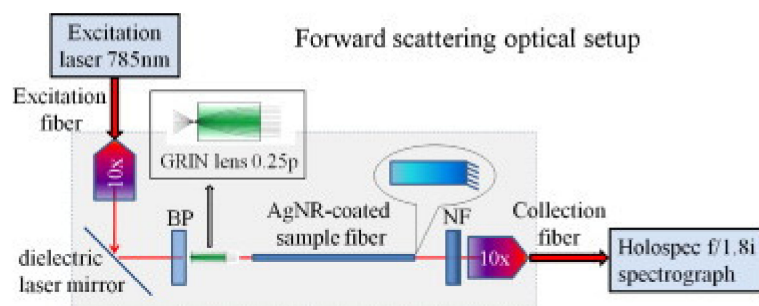 Excitation
laser 785nm
Forward scattering optical setup
Excitation
fiber
GRIN lens 0.25p
10x
BP
AgNR-coated
sample fiber
NF
Collection
fiber
dielectric
laser mirror
10x
Holospec f/1.8i
spectrograph